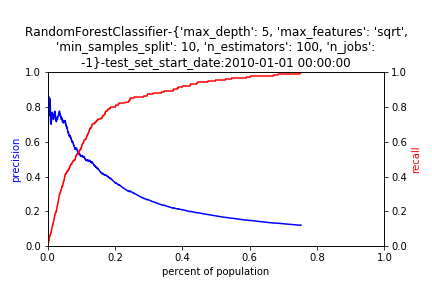 RandomForestClassifier-{'max_depth': 5, 'max_features': 'sqrt',
'min_samples_split': 10, 'n_estimators': 100, 'n_jobs':
-1}-test_set_start_date:2010-01-01 00:00:00
1.0 1.0
0.8 0.8
0.6 0.6
precision recall
0.4 0.4
0.2 0.2
0.0 0.0
0.0 0.2 0.4 0.6 0.8 1.0
percent of population